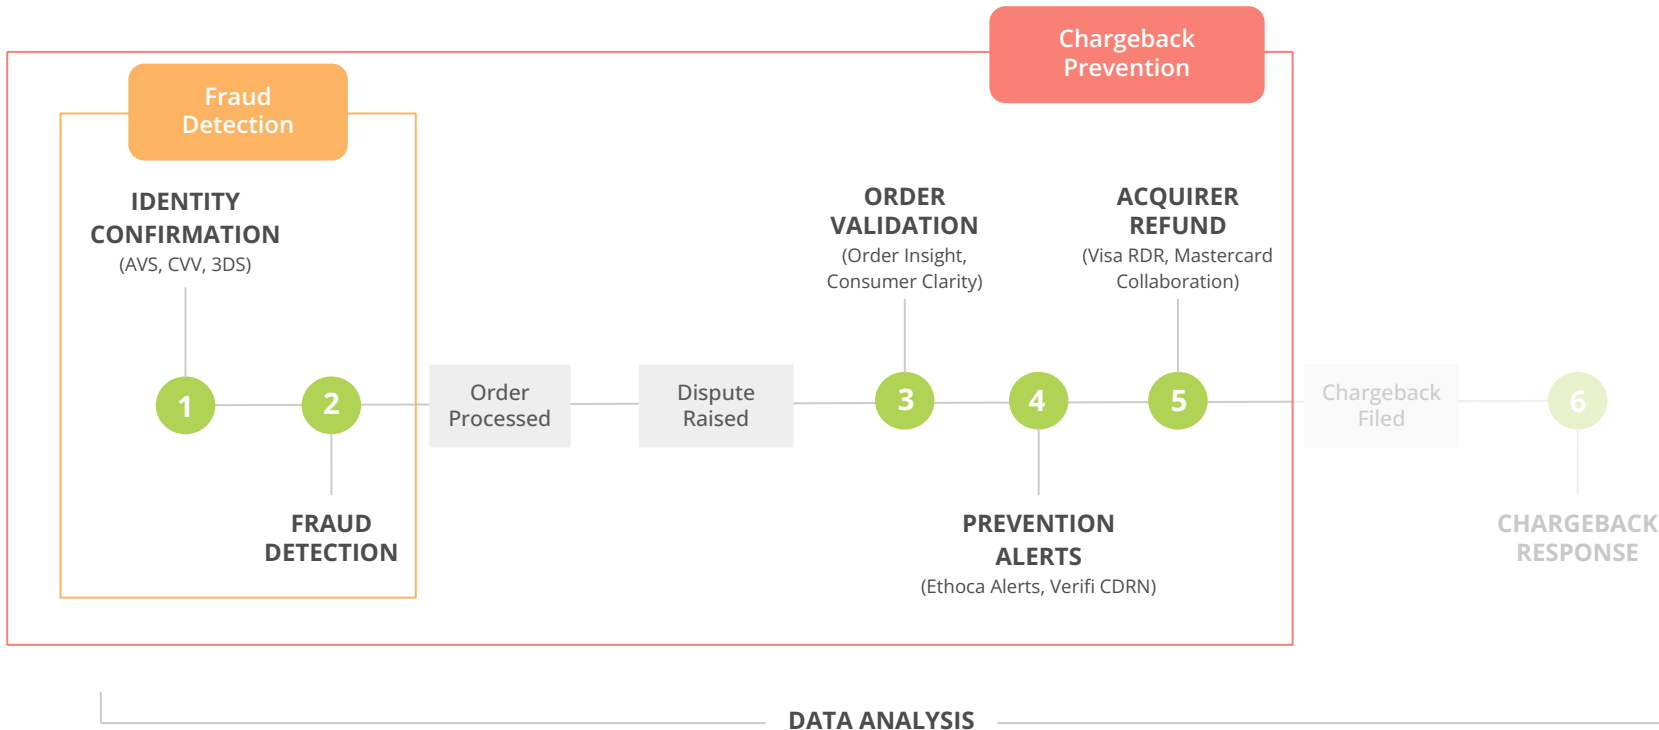 Chargeback
Prevention
Fraud
Detection
IDENTITY
CONFIRMATION
(AVS, CVV, 3DS)
ORDER
VALIDATION
(Order Insight,
Consumer Clarity)
ACQUIRER
REFUND
(Visa RDR, Mastercard
Collaboration)
1
2
Order
Processed
Dispute
Raised
3
4
5
Chargeback
Filed
6
FRAUD
DETECTION
PREVENTION
ALERTS
(Ethoca Alerts, Verifi CDRN)
CHARGEBACK
RESPONSE
DATA ANALYSIS